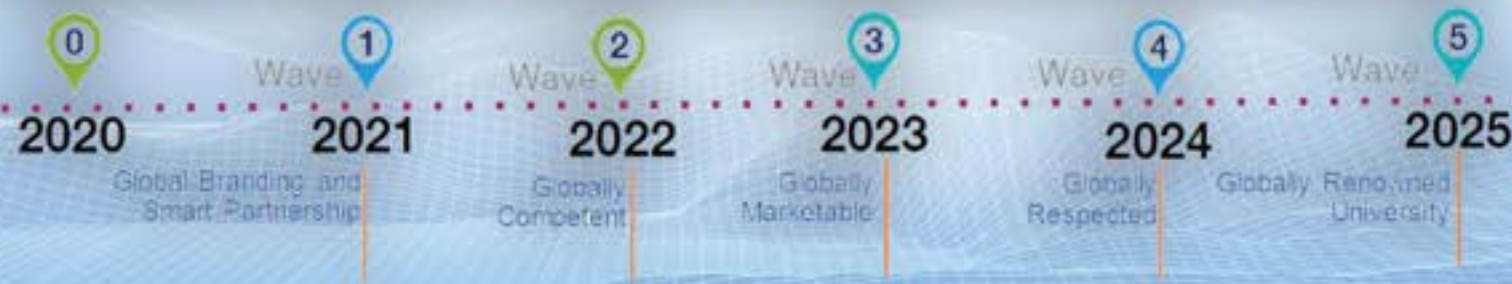 0
1
2
3
4
5
Wave
Wave
Wave
Wave
Wave
2020
2021
2022
2023
2024
2025
Global Branding and
Smart Partnership
Globally
Competent
Globally
Marketable
Globally
Respected
Globally Renowned
University